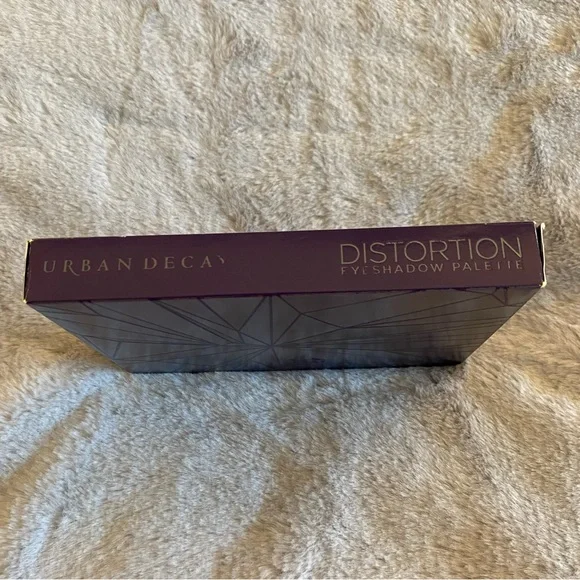 URBAN DECAY
DISTORTION
EYESHADOW PALETTE